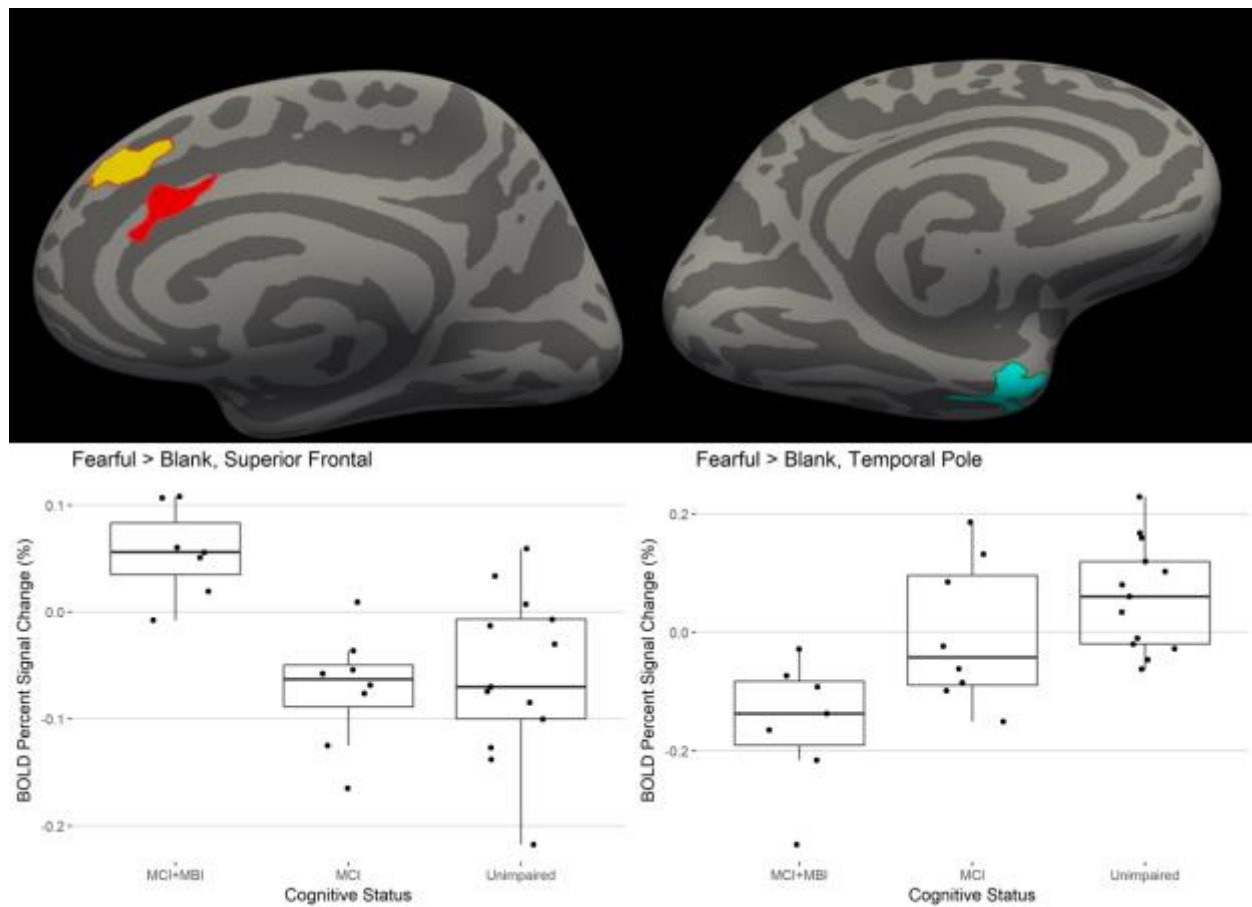 Fearful > Blank, Superior Frontal
BOLD Percent Signal Change (%)
0.1
0.0
-0.1
-0.2
MCI+MBI MCI Unimpaired
Cognitive Status
Fearful > Blank, Temporal Pole
BOLD Percent Signal Change (%)
0.2
0.0
-0.2
MCI+MBI MCI Unimpaired
Cognitive Status